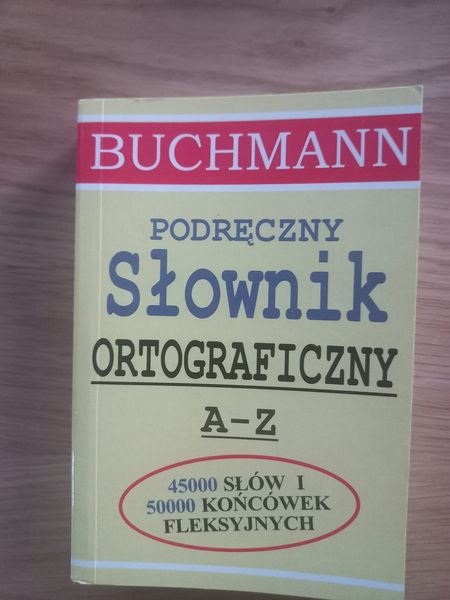 BUCHMANN
PODRĘCZNY
Słownik
ORTOGRAFICZNY
A-Z
45000 SŁÓW I
50000 KOŃCÓWEK
FLEKSYJNYCH